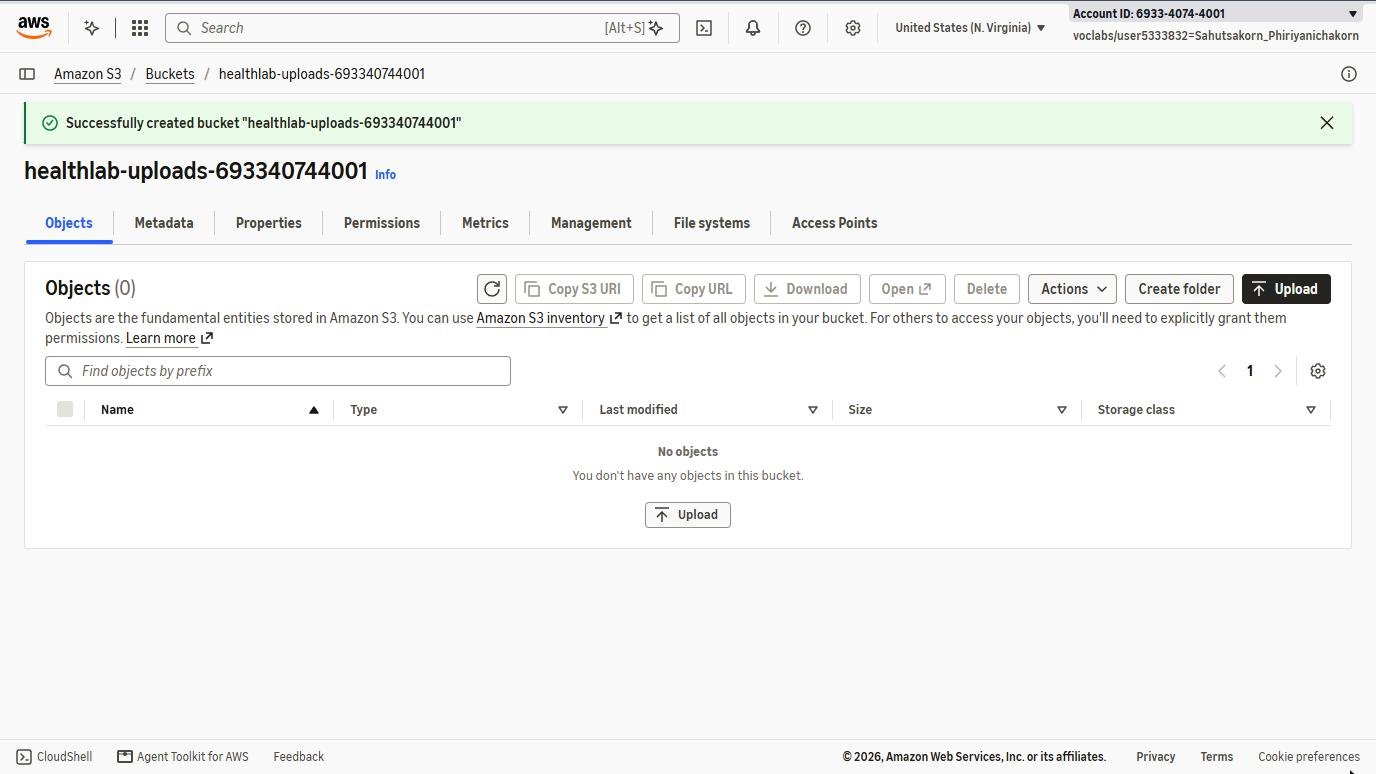 aws
Search [Alt+S]
United States (N. Virginia)
Account ID: 6933-4074-4001
voclabs/user5333832=Sahutsakorn_Phiriyanichakorn
Amazon S3 / Buckets / healthlab-uploads-693340744001
Successfully created bucket "healthlab-uploads-693340744001"
healthlab-uploads-693340744001 Info
Objects Metadata Properties Permissions Metrics Management File systems Access Points
Objects (0) Copy S3 URI Copy URL Download Open Delete Actions Create folder Upload
Objects are the fundamental entities stored in Amazon S3. You can use Amazon S3 inventory to get a list of all objects in your bucket. For others to access your objects, you'll need to explicitly grant them
permissions. Learn more
Find objects by prefix 1
Name Type Last modified Size Storage class
No objects
You don't have any objects in this bucket.
Upload
CloudShell Agent Toolkit for AWS Feedback © 2026, Amazon Web Services, Inc. or its affiliates. Privacy Terms Cookie preferences